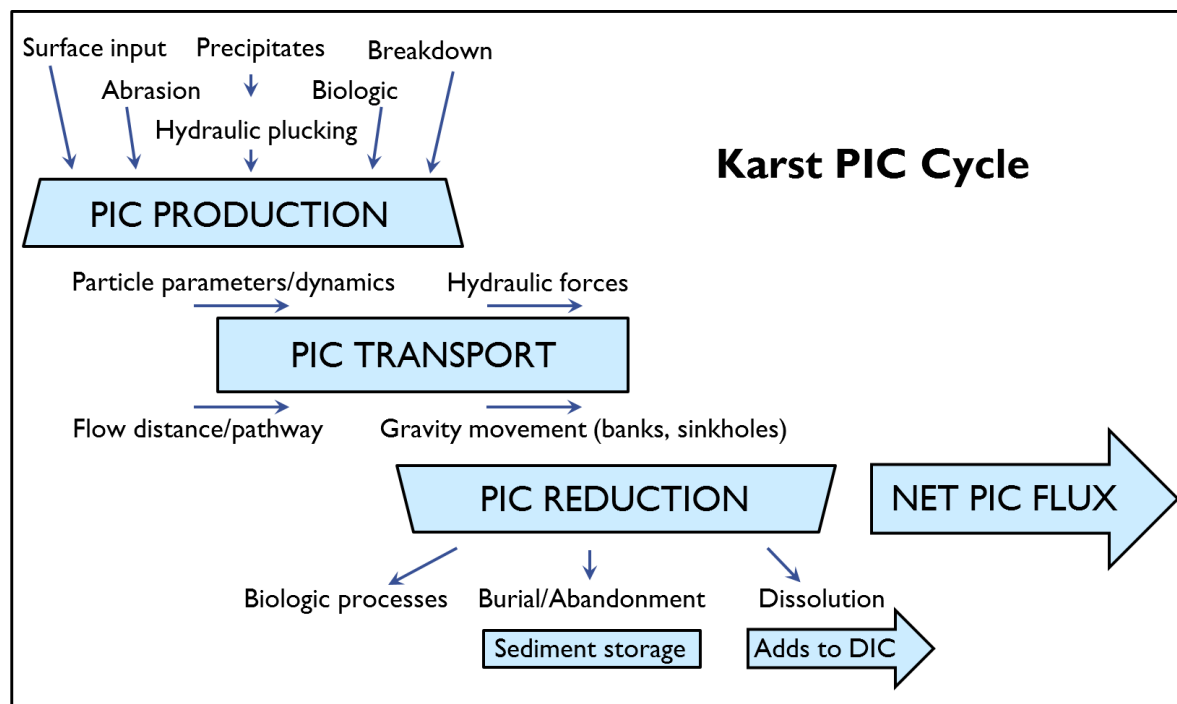 Surface input
Precipitates
Breakdown
Abrasion
Biologic
Hydraulic plucking
Karst PIC Cycle
PIC PRODUCTION
Particle parameters/dynamics
Hydraulic forces
PIC TRANSPORT
Flow distance/pathway
Gravity movement (banks, sinkholes)
PIC REDUCTION
NET PIC FLUX
Biologic processes
Burial/Abandonment
Dissolution
Sediment storage
Adds to DIC